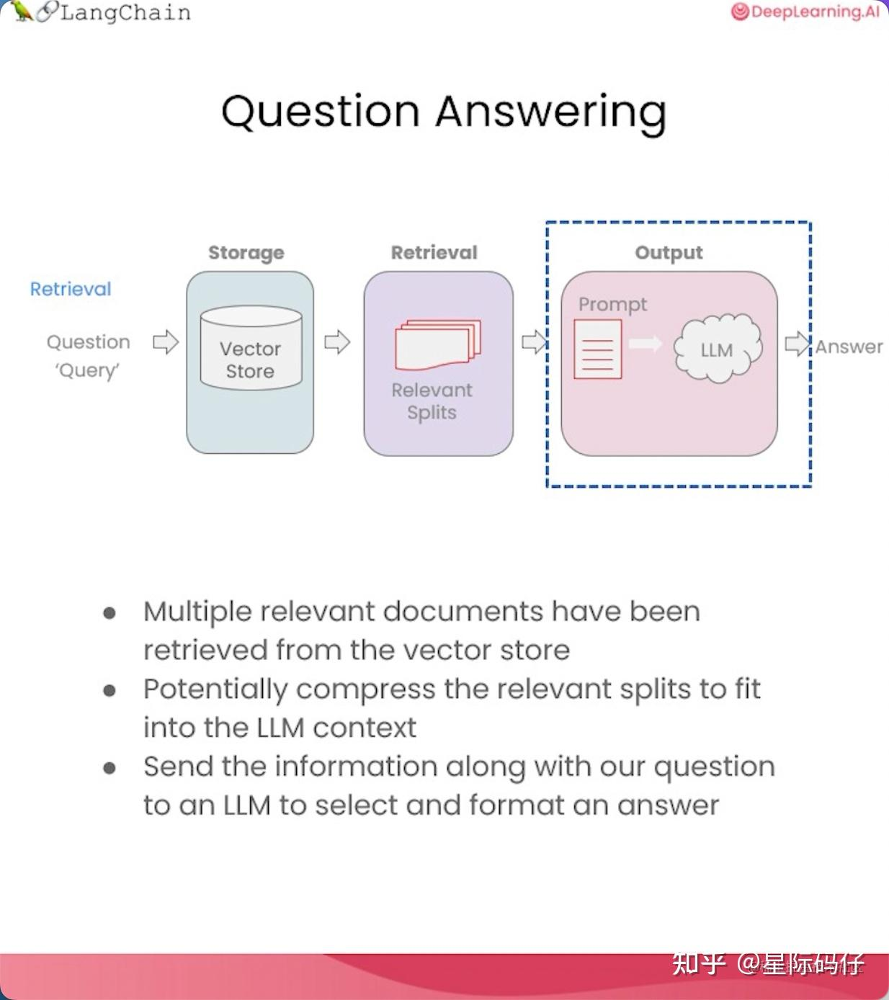 LangChain
DeepLearning.AI
Question Answering
Storage
Retrieval
Output
Retrieval
Question
‘Query’
Vector
Store
Relevant
Splits
Prompt
LLM
Answer
● Multiple relevant documents have been
retrieved from the vector store
● Potentially compress the relevant splits to fit
into the LLM context
● Send the information along with our question
to an LLM to select and format an answer
知乎 @星际码仔